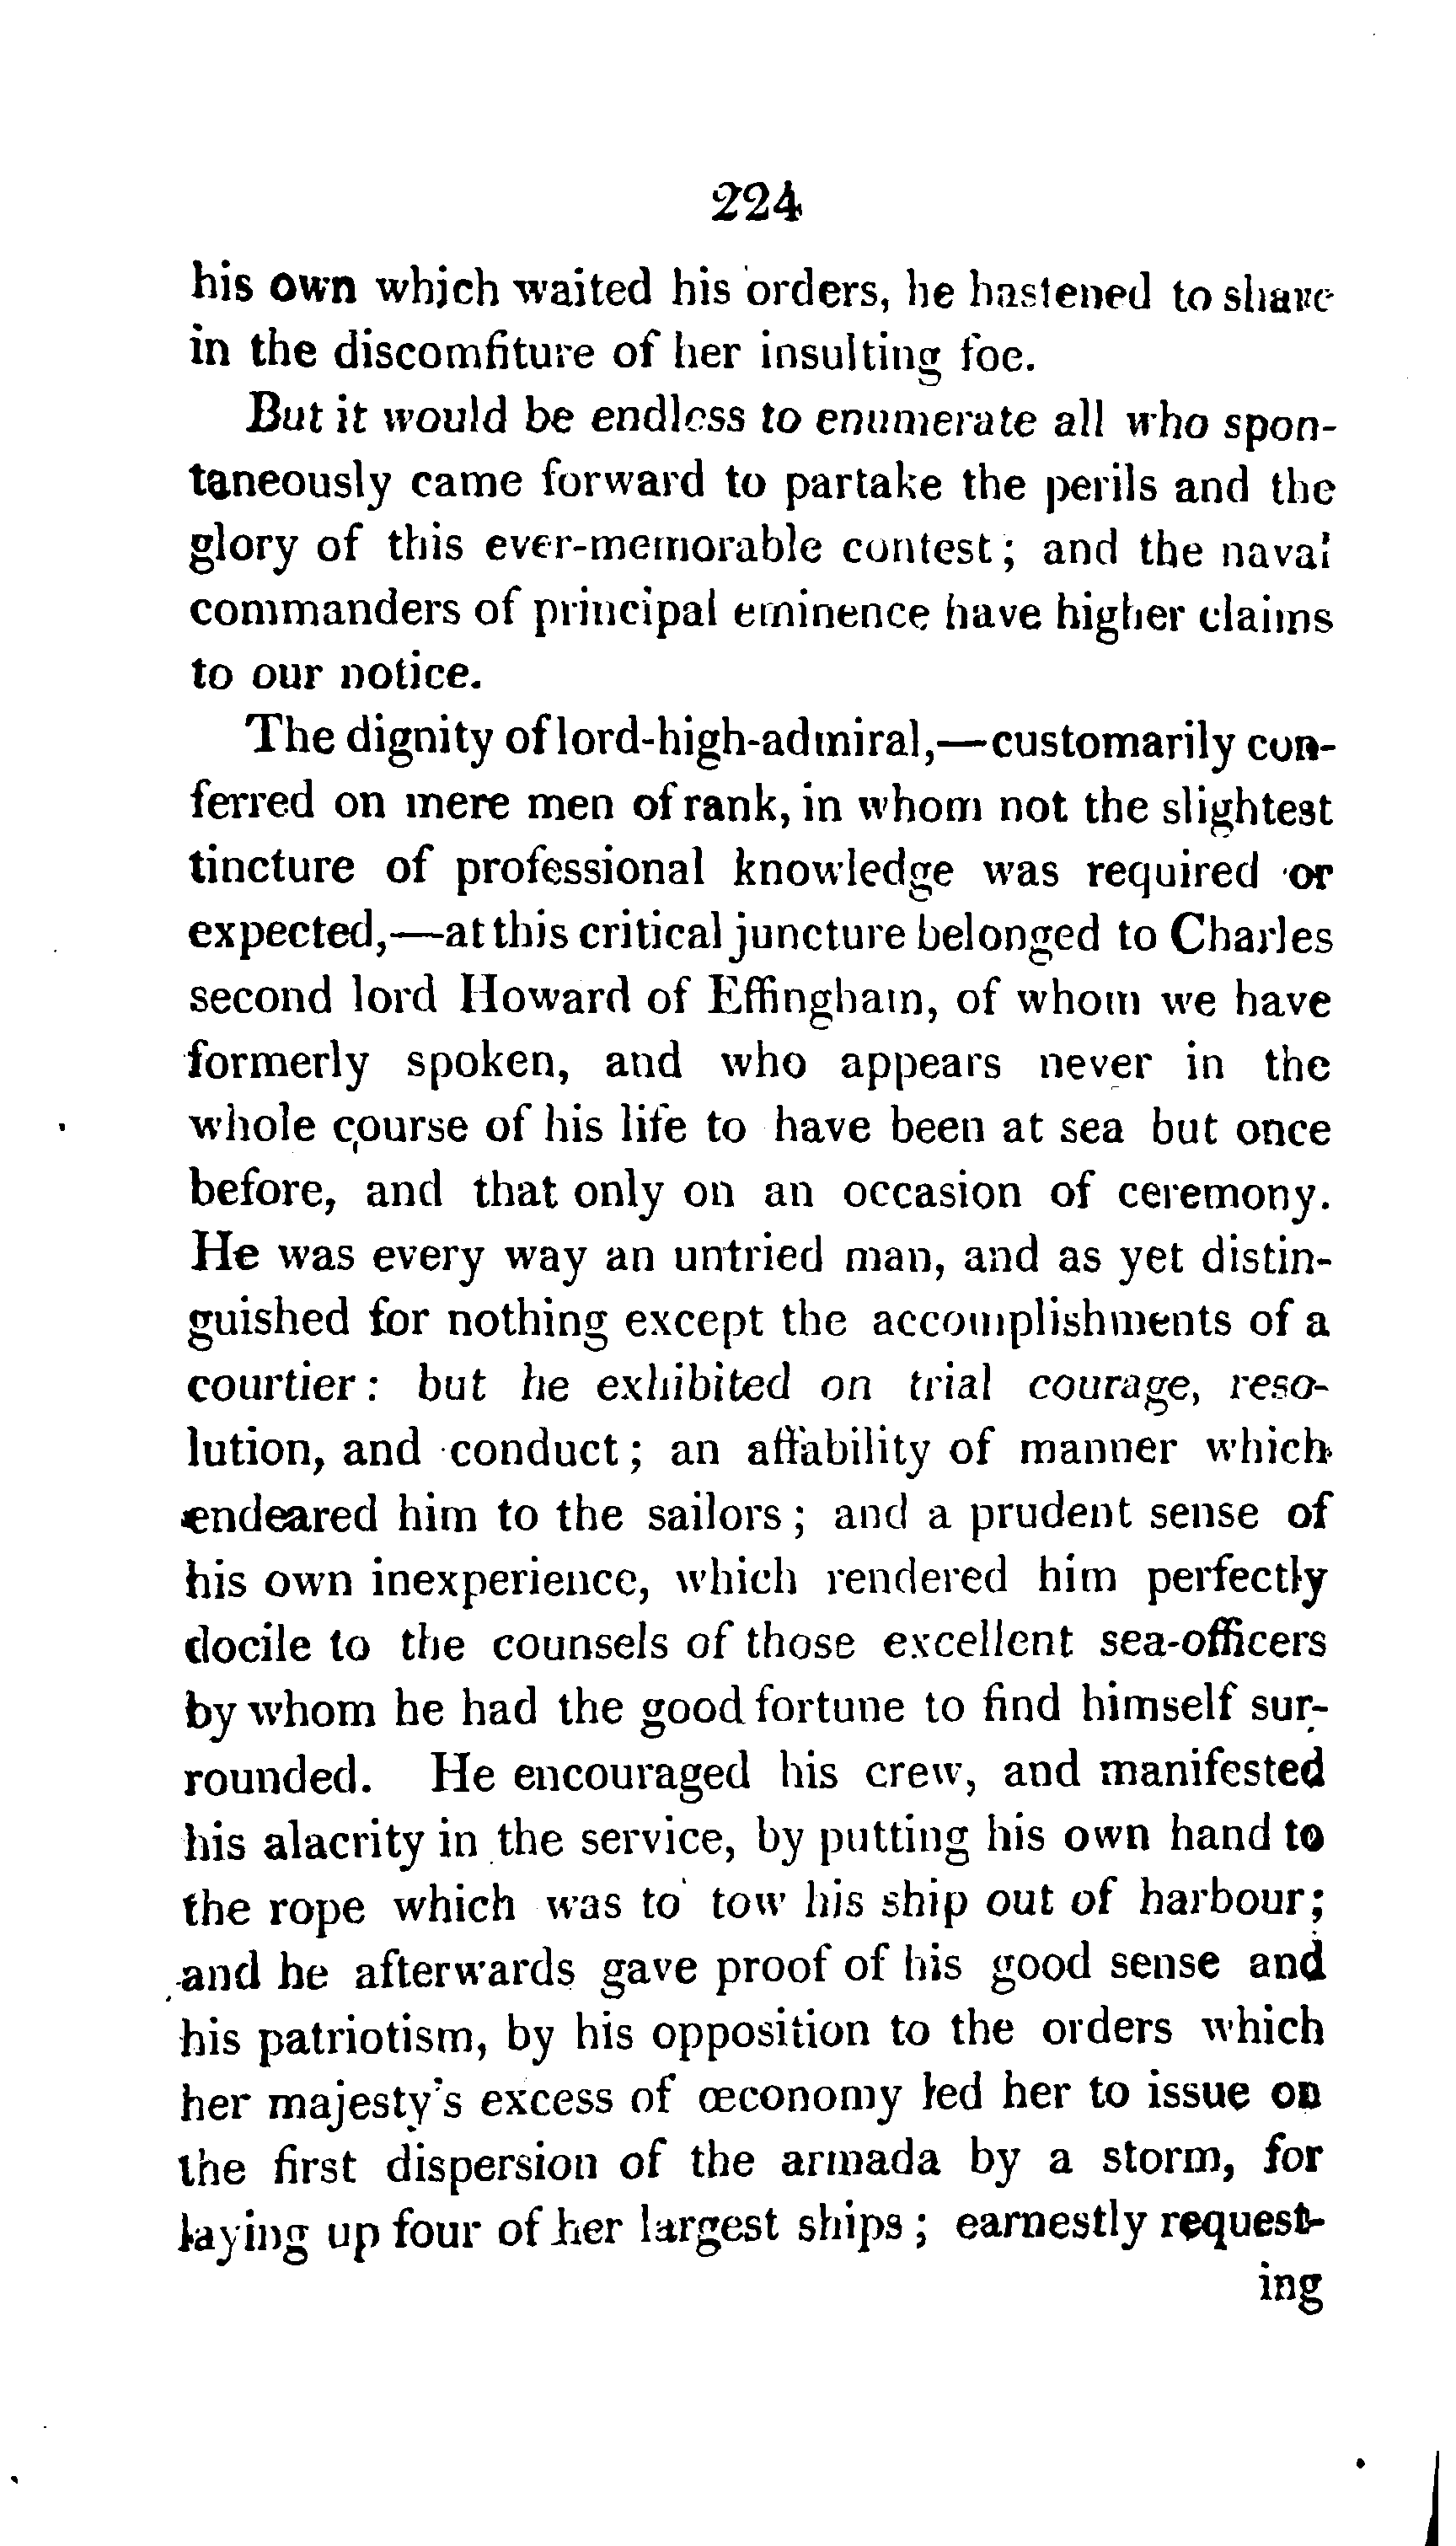 224
his own which waited his orders, he hastened to share
in the discomfiture of her insulting foe.
But it would be endless to enumerate all who spon-
taneously came forward to partake the perils and the
glory of this ever-memorable contest; and the naval
commanders of principal eminence have higher claims
to our notice.
The dignity of lord-high-admiral,—customarily con-
ferred on mere men of rank, in whom not the slightest
tincture of professional knowledge was required or
expected,—at this critical juncture belonged to Charles
second lord Howard of Effingham, of whom we have
formerly spoken, and who appears never in the
whole course of his life to have been at sea but once
before, and that only on an occasion of ceremony.
He was every way an untried man, and as yet distin-
guished for nothing except the accomplishments of a
courtier: but he exhibited on trial courage, reso-
lution, and conduct; an affability of manner which
endeared him to the sailors; and a prudent sense of
his own inexperience, which rendered him perfectly
docile to the counsels of those excellent sea-officers
by whom he had the good fortune to find himself sur-
rounded. He encouraged his crew, and manifested
his alacrity in the service, by putting his own hand to
the rope which was to tow his ship out of harbour;
and he afterwards gave proof of his good sense and
his patriotism, by his opposition to the orders which
her majesty's excess of œconomy led her to issue on
the first dispersion of the armada by a storm, for
laying up four of her largest ships; earnestly request-
ing